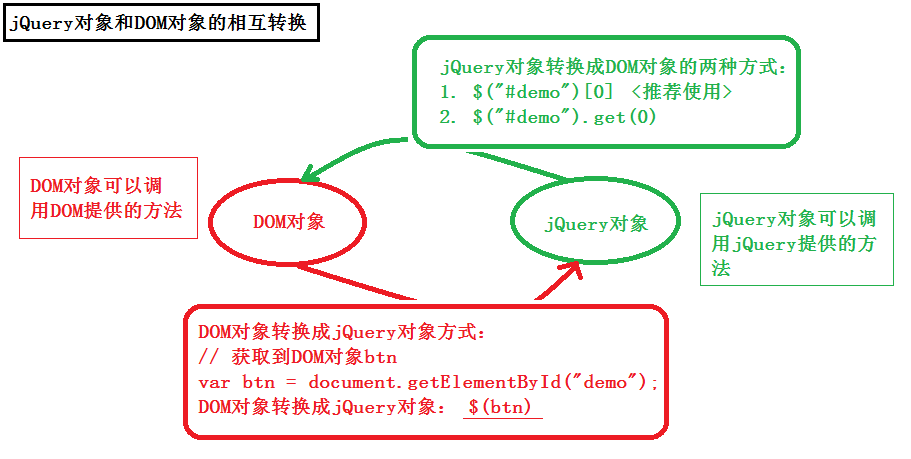 jQuery对象和DOM对象的相互转换
jQuery对象转换成DOM对象的两种方式：
1. $("#demo")[0] <推荐使用>
2. $("#demo").get(0)
DOM对象可以调
用DOM提供的方法
DOM对象
jQuery对象
jQuery对象可以调
用jQuery提供的方
法
DOM对象转换成jQuery对象方式：
// 获取到DOM对象btn
var btn = document.getElementById("demo");
DOM对象转换成jQuery对象： $(btn)